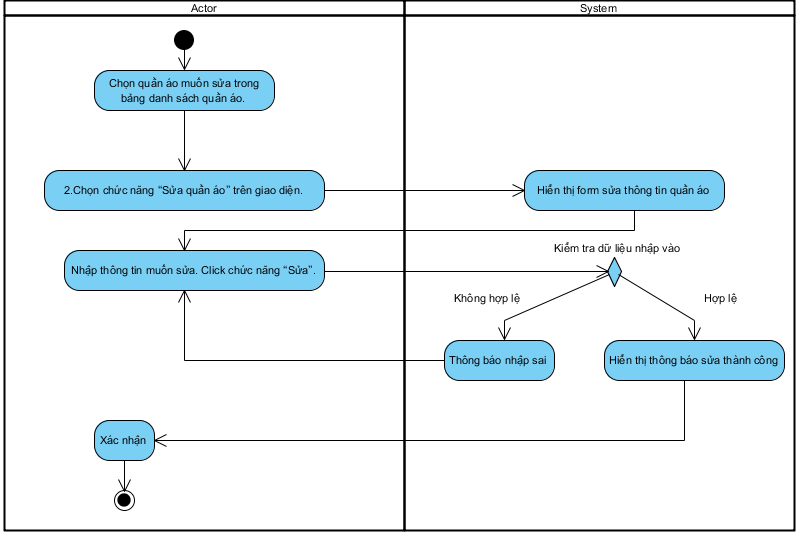 Actor
System
Chọn quần áo muốn sửa trong
bảng danh sách quần áo.
2.Chọn chức năng “Sửa quần áo” trên giao diện.
Hiển thị form sửa thông tin quần áo
Nhập thông tin muốn sửa. Click chức năng “Sửa”.
Kiểm tra dữ liệu nhập vào
Không hợp lệ
Hợp lệ
Thông báo nhập sai
Hiển thị thông báo sửa thành công
Xác nhận